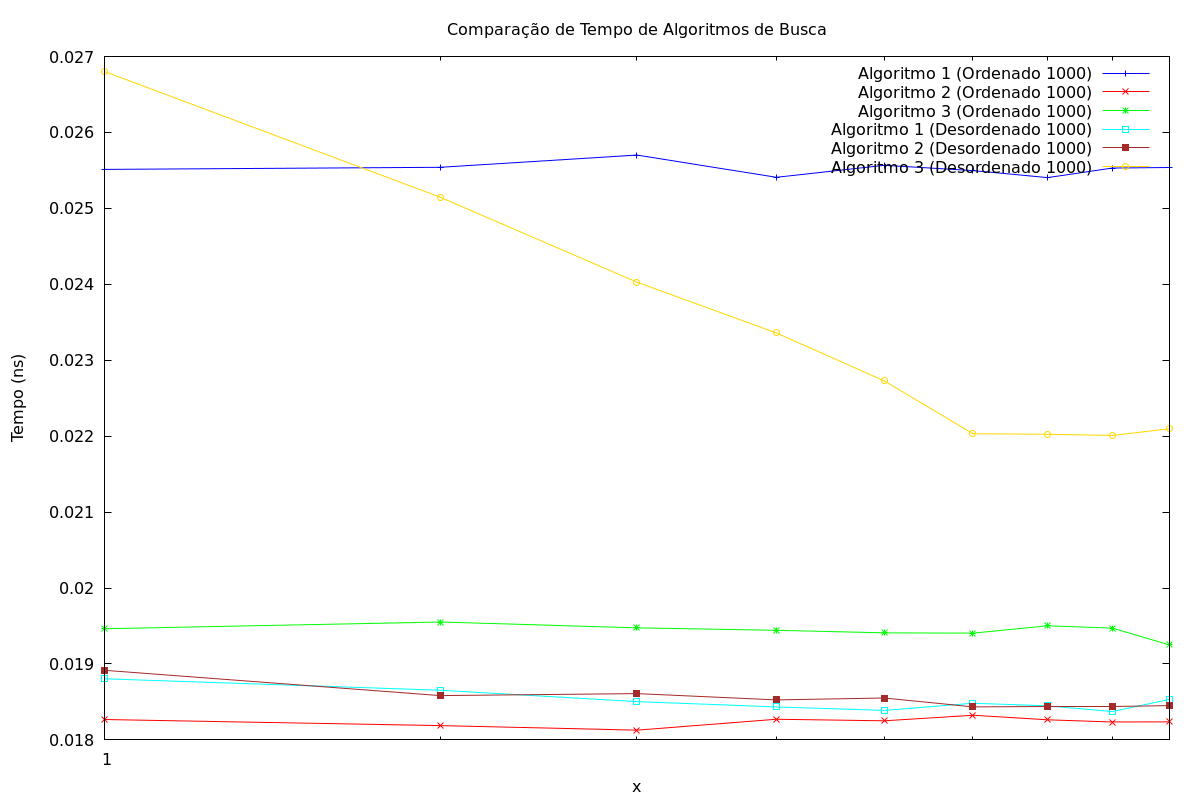 Comparação de Tempo de Algoritmos de Busca
0.027
0.026
0.025
0.024
0.023
0.022
0.021
0.02
0.019
0.018
Tempo (ns)
1
x
Algoritmo 1 (Ordenado 1000)
Algoritmo 2 (Ordenado 1000)
Algoritmo 3 (Ordenado 1000)
Algoritmo 1 (Desordenado 1000)
Algoritmo 2 (Desordenado 1000)
Algoritmo 3 (Desordenado 1000)